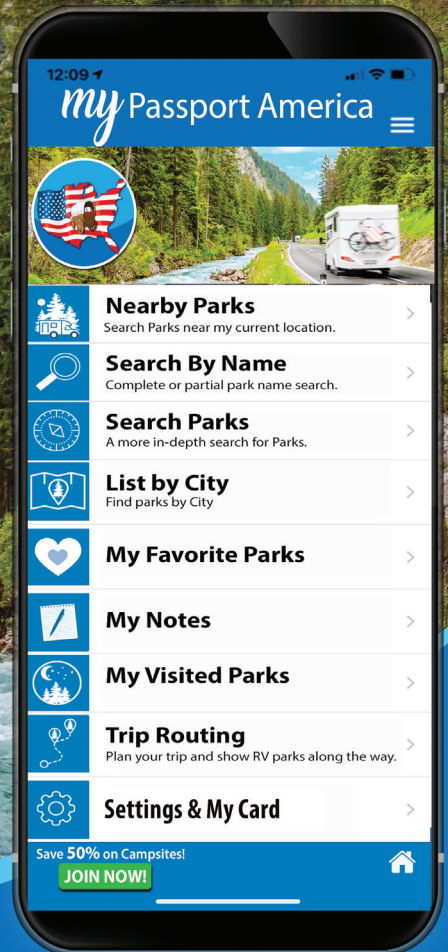 12:09
my Passport America
Nearby Parks
Search Parks near my current location.
Search By Name
Complete or partial park name search.
Search Parks
A more in-depth search for Parks.
List by City
Find parks by City
My Favorite Parks
My Notes
My Visited Parks
Trip Routing
Plan your trip and show RV parks along the way.
Settings & My Card
Save 50% on Campsites!
JOIN NOW!